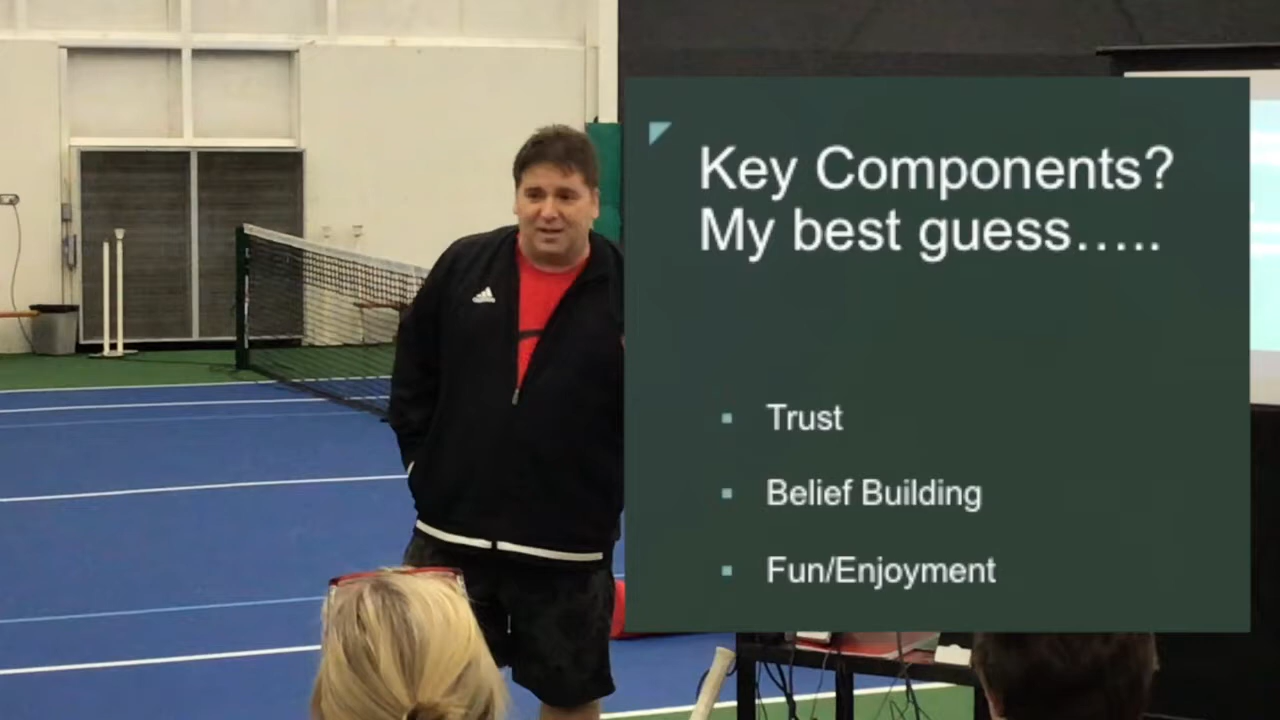 Key Components?
My best guess…..
Trust
Belief Building
Fun/Enjoyment